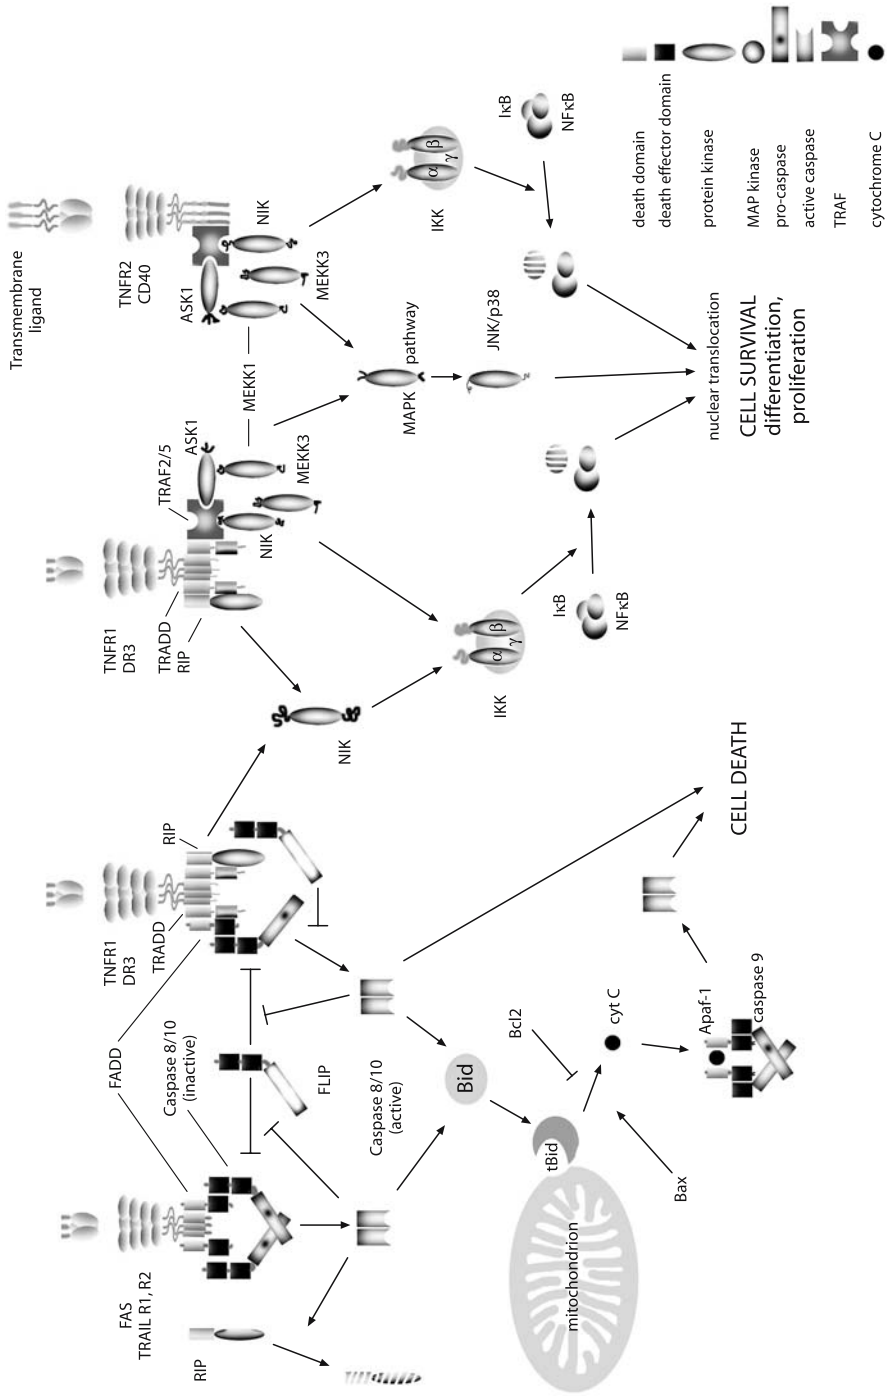 Transmembrane
ligand
FAS
TRAIL R1, R2
FADD
TNFR1
DR3
TRADD
RIP
TNFR1
DR3
TRADD
RIP
TRAF2/5
ASK1
TNFR2
CD40
ASK1
NIK
MEKK3
MEKK1
NIK
MEKK3
RIP
Caspase 8/10
(inactive)
FLIP
Caspase 8/10
(active)
NIK
MAPK
pathway
JNK/p38
IKK
α
β
γ
IκB
NFκB
IKK
α
β
γ
IκB
NFκB
Bid
tBid
mitochondrion
Bcl2
Bax
cyt C
Apaf-1
caspase 9
CELL DEATH
nuclear translocation
CELL SURVIVAL
differentiation,
proliferation
death domain
death effector domain
protein kinase
MAP kinase
pro-caspase
active caspase
TRAF
cytochrome C